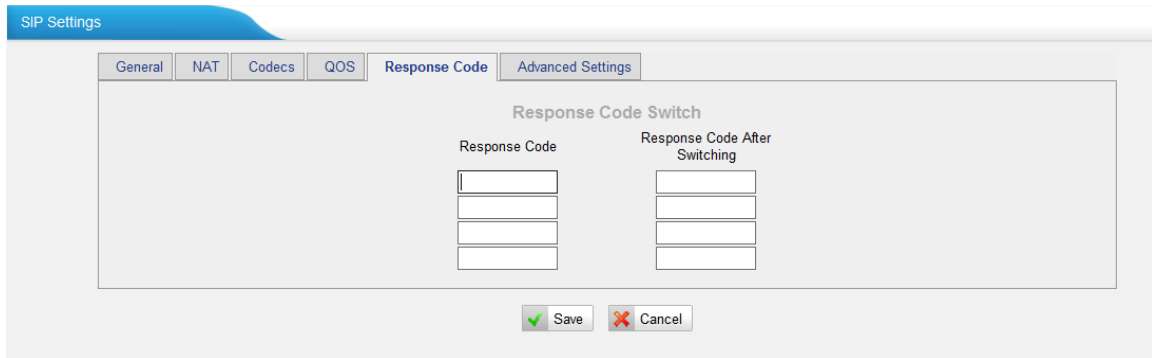 SIP Settings
General NAT Codecs QOS Response Code Advanced Settings
Response Code Switch
Response Code
Response Code After
Switching
Save Cancel